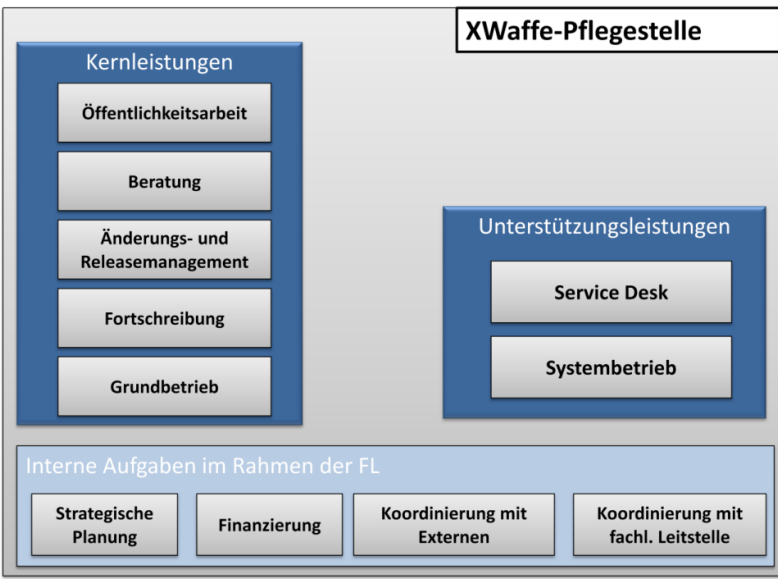 XWaffe-Pflegestelle
Kernleistungen
Öffentlichkeitsarbeit
Beratung
Änderungs- und
Releasemanagement
Fortschreibung
Grundbetrieb
Unterstützungsleistungen
Service Desk
Systembetrieb
Interne Aufgaben im Rahmen der FL
Strategische
Planung
Finanzierung
Koordinierung mit
Externen
Koordinierung mit
fachl. Leitstelle